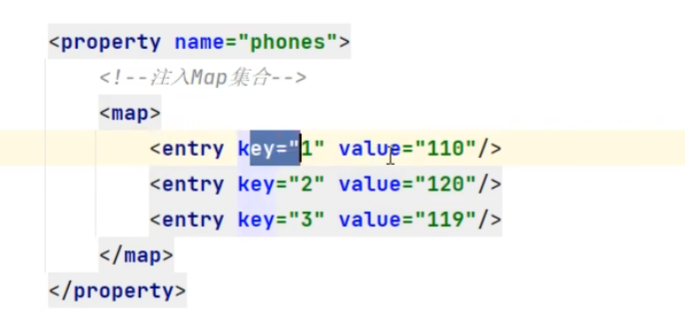 <property name="phones">
<!--注入Map集合-->
<map>
<entry key="1" value="110"/>
<entry key="2" value="120"/>
<entry key="3" value="119"/>
</map>
</property>